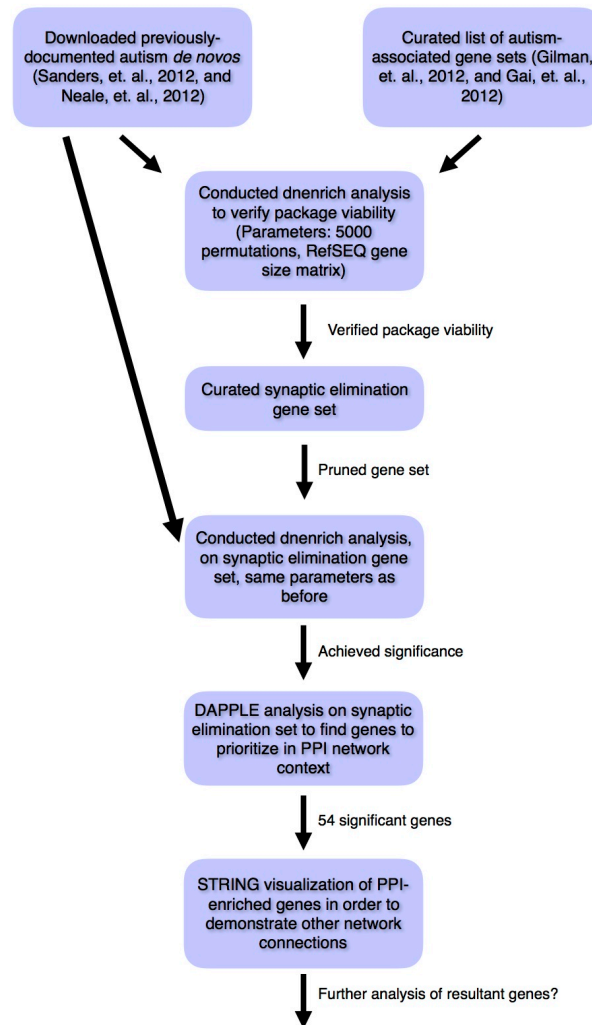 Downloaded previously-
documented autism de novos
(Sanders, et. al., 2012, and
Neale, et. al., 2012)
Curated list of autism-
associated gene sets (Gilman,
et. al., 2012, and Gai, et. al.,
2012)
Conducted dnenrich analysis
to verify package viability
(Parameters: 5000
permutations, RefSEQ gene
size matrix)
Verified package viability
Curated synaptic elimination
gene set
Pruned gene set
Conducted dnenrich analysis,
on synaptic elimination gene
set, same parameters as
before
Achieved significance
DAPPLE analysis on synaptic
elimination set to find genes to
prioritize in PPI network
context
54 significant genes
STRING visualization of PPI-
enriched genes in order to
demonstrate other network
connections
Further analysis of resultant genes?